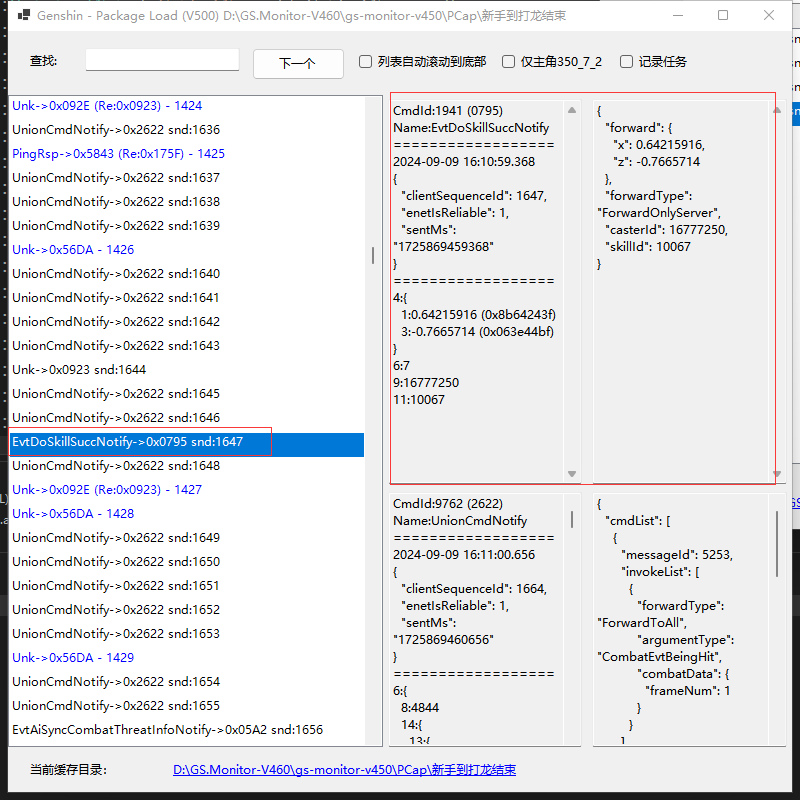 Genshin - Package Load (V500) D:\GS.Monitor-V460\gs-monitor-v450\PCap\新手到打龙结束
查找:
下一个
列表自动滚动到底部
仅主角350_7_2
记录任务
Unk->0x092E (Re:0x0923) - 1424
UnionCmdNotify->0x2622 snd:1636
PingRsp->0x5843 (Re:0x175F) - 1425
UnionCmdNotify->0x2622 snd:1637
UnionCmdNotify->0x2622 snd:1638
UnionCmdNotify->0x2622 snd:1639
Unk->0x56DA - 1426
UnionCmdNotify->0x2622 snd:1640
UnionCmdNotify->0x2622 snd:1641
UnionCmdNotify->0x2622 snd:1642
UnionCmdNotify->0x2622 snd:1643
Unk->0x0923 snd:1644
UnionCmdNotify->0x2622 snd:1645
UnionCmdNotify->0x2622 snd:1646
EvtDoSkillSuccNotify->0x0795 snd:1647
UnionCmdNotify->0x2622 snd:1648
Unk->0x092E (Re:0x0923) - 1427
Unk->0x56DA - 1428
UnionCmdNotify->0x2622 snd:1649
UnionCmdNotify->0x2622 snd:1650
UnionCmdNotify->0x2622 snd:1651
UnionCmdNotify->0x2622 snd:1652
UnionCmdNotify->0x2622 snd:1653
Unk->0x56DA - 1429
UnionCmdNotify->0x2622 snd:1654
UnionCmdNotify->0x2622 snd:1655
EvtAiSyncCombatThreatInfoNotify->0x05A2 snd:1656
CmdId:1941 (0795)
Name:EvtDoSkillSuccNotify
==================
2024-09-09 16:10:59.368
{
"clientSequenceId": 1647,
"enetIsReliable": 1,
"sentMs":
"1725869459368"
}
==================
4:{
1:0.64215916 (0x8b64243f)
3:-0.7665714 (0x063e44bf)
}
6:7
9:16777250
11:10067
{
"forward": {
"x": 0.64215916,
"z": -0.7665714
},
"forwardType":
"ForwardOnlyServer",
"casterId": 16777250,
"skillId": 10067
}
CmdId:9762 (2622)
Name:UnionCmdNotify
==================
2024-09-09 16:11:00.656
{
"clientSequenceId": 1664,
"enetIsReliable": 1,
"sentMs":
"1725869460656"
}
==================
6:{
8:4844
14:{
13:{
{
"cmdList": [
{
"messageId": 5253,
"invokeList": [
{
"forwardType":
"ForwardToAll",
"argumentType":
"CombatEvtBeingHit",
"combatData": {
"frameNum": 1
}
}
]
当前缓存目录:
D:\GS.Monitor-V460\gs-monitor-v450\PCap\新手到打龙结束